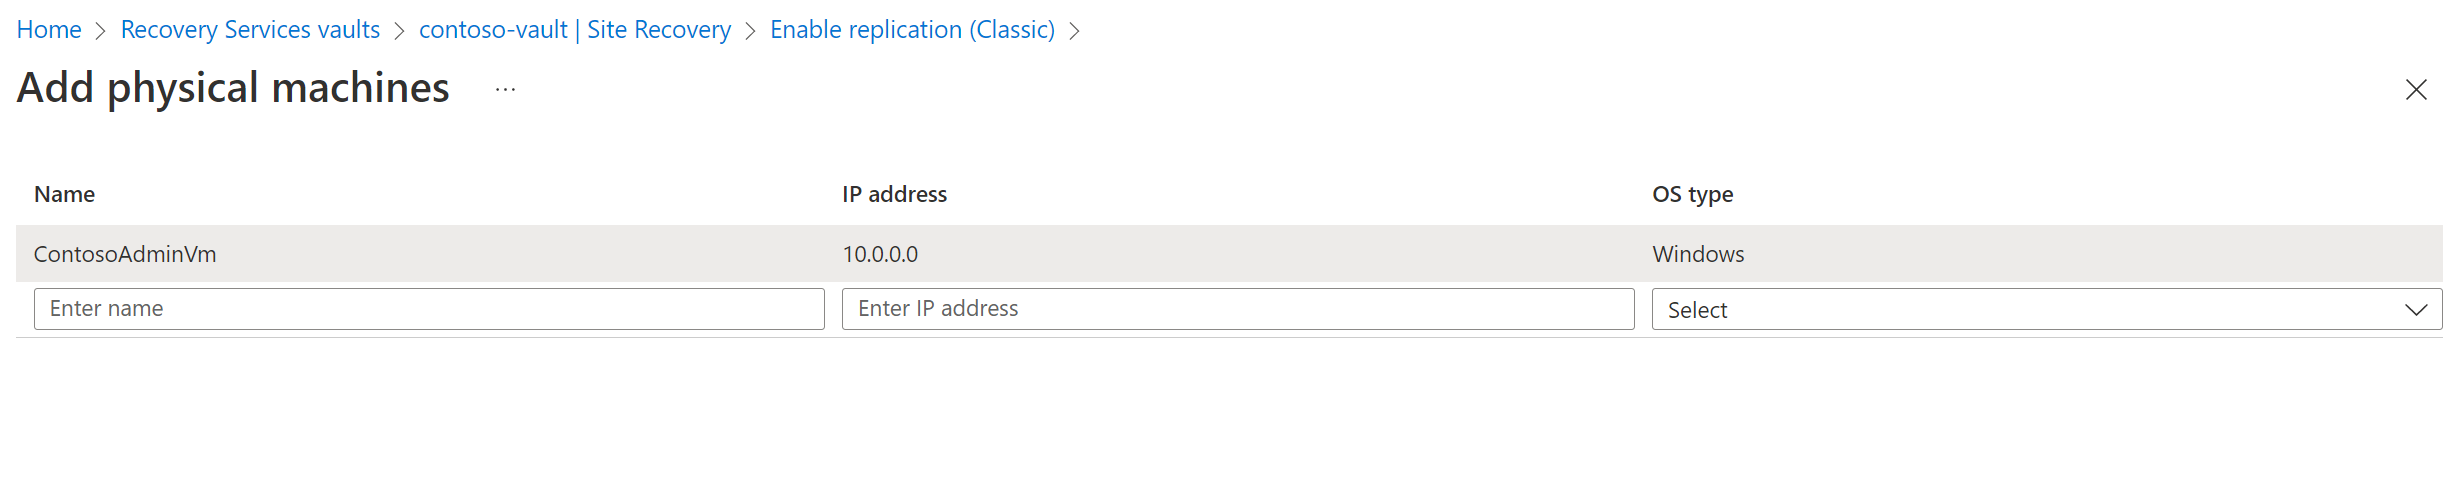 Home > Recovery Services vaults > contoso-vault | Site Recovery > Enable replication (Classic) >
Add physical machines ...
Name IP address OS type
ContosoAdminVm 10.0.0.0 Windows
Enter name Enter IP address Select